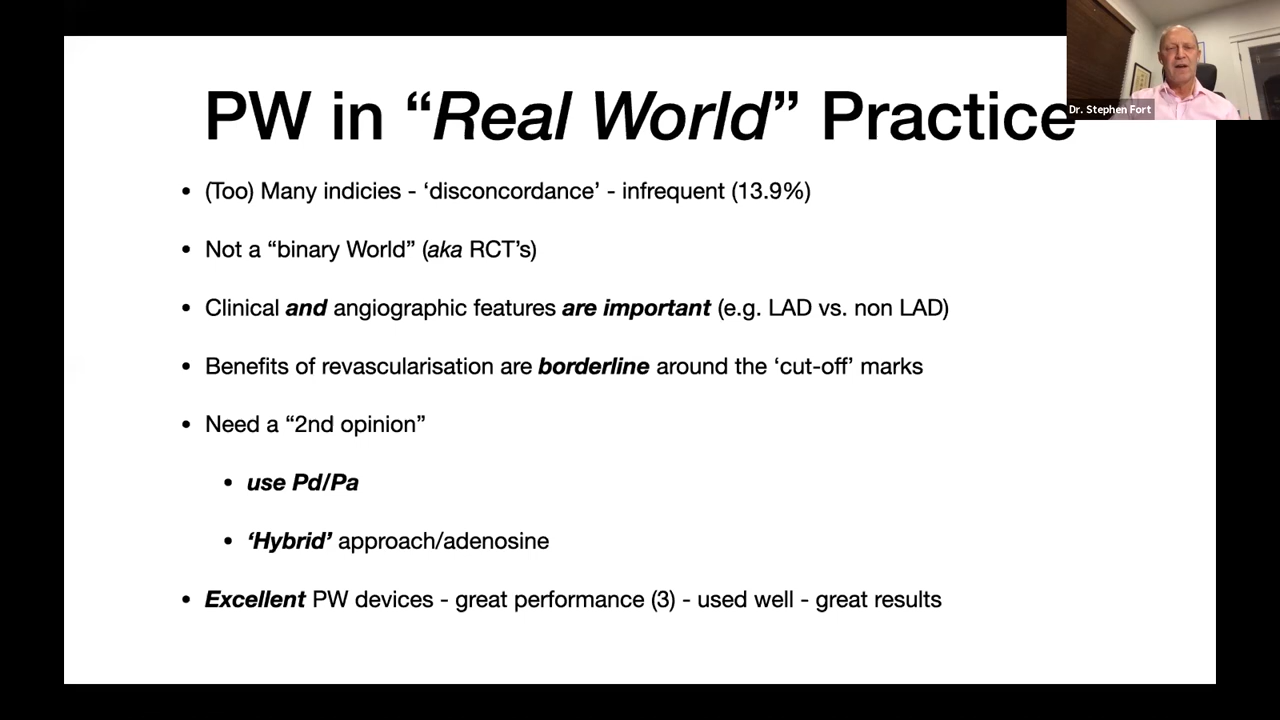 PW in “Real World” Practice
Dr. Stephen Fort
• (Too) Many indicies - ‘disconcordance’ - infrequent (13.9%)
• Not a “binary World” (aka RCT’s)
• Clinical and angiographic features are important (e.g. LAD vs. non LAD)
• Benefits of revascularisation are borderline around the ‘cut-off’ marks
• Need a “2nd opinion”
• use Pd/Pa
• ‘Hybrid’ approach/adenosine
• Excellent PW devices - great performance (3) - used well - great results